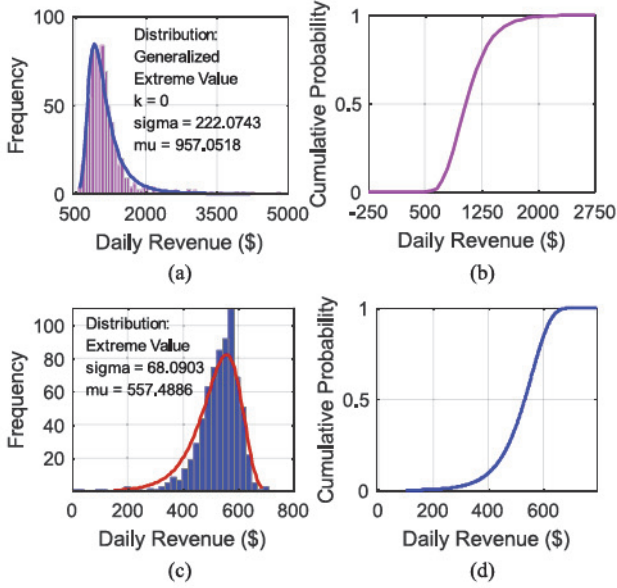 100
50
0
500
2000
3500
5000
Frequency
Distribution:
Generalized
Extreme Value
k = 0
sigma = 222.0743
mu = 957.0518
Daily Revenue ($)
(a)
1
0.5
0
-250
500
1250
2000
2750
Cumulative Probability
Daily Revenue ($)
(b)
100
80
60
40
20
0
200
400
600
800
Frequency
Distribution:
Extreme Value
sigma = 68.0903
mu = 557.4886
Daily Revenue ($)
(c)
1
0.5
0
0
200
400
600
Cumulative Probability
Daily Revenue ($)
(d)